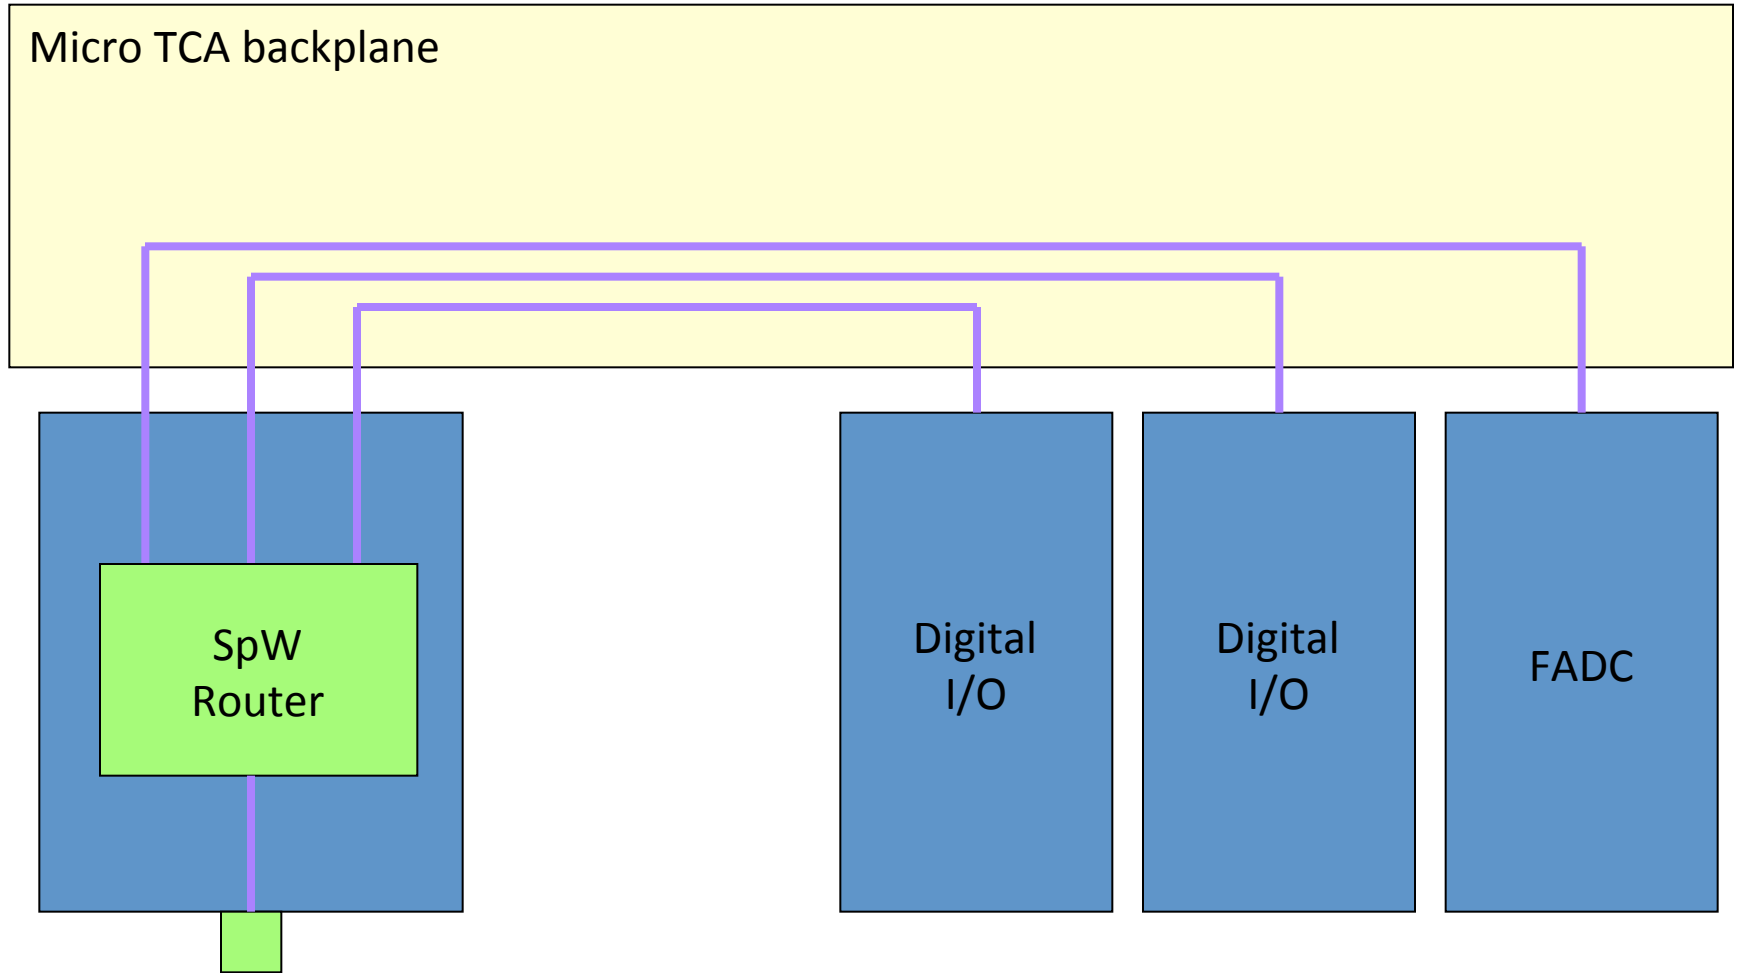 Micro TCA backplane
SpW
Router
Digital
I/O
Digital
I/O
FADC